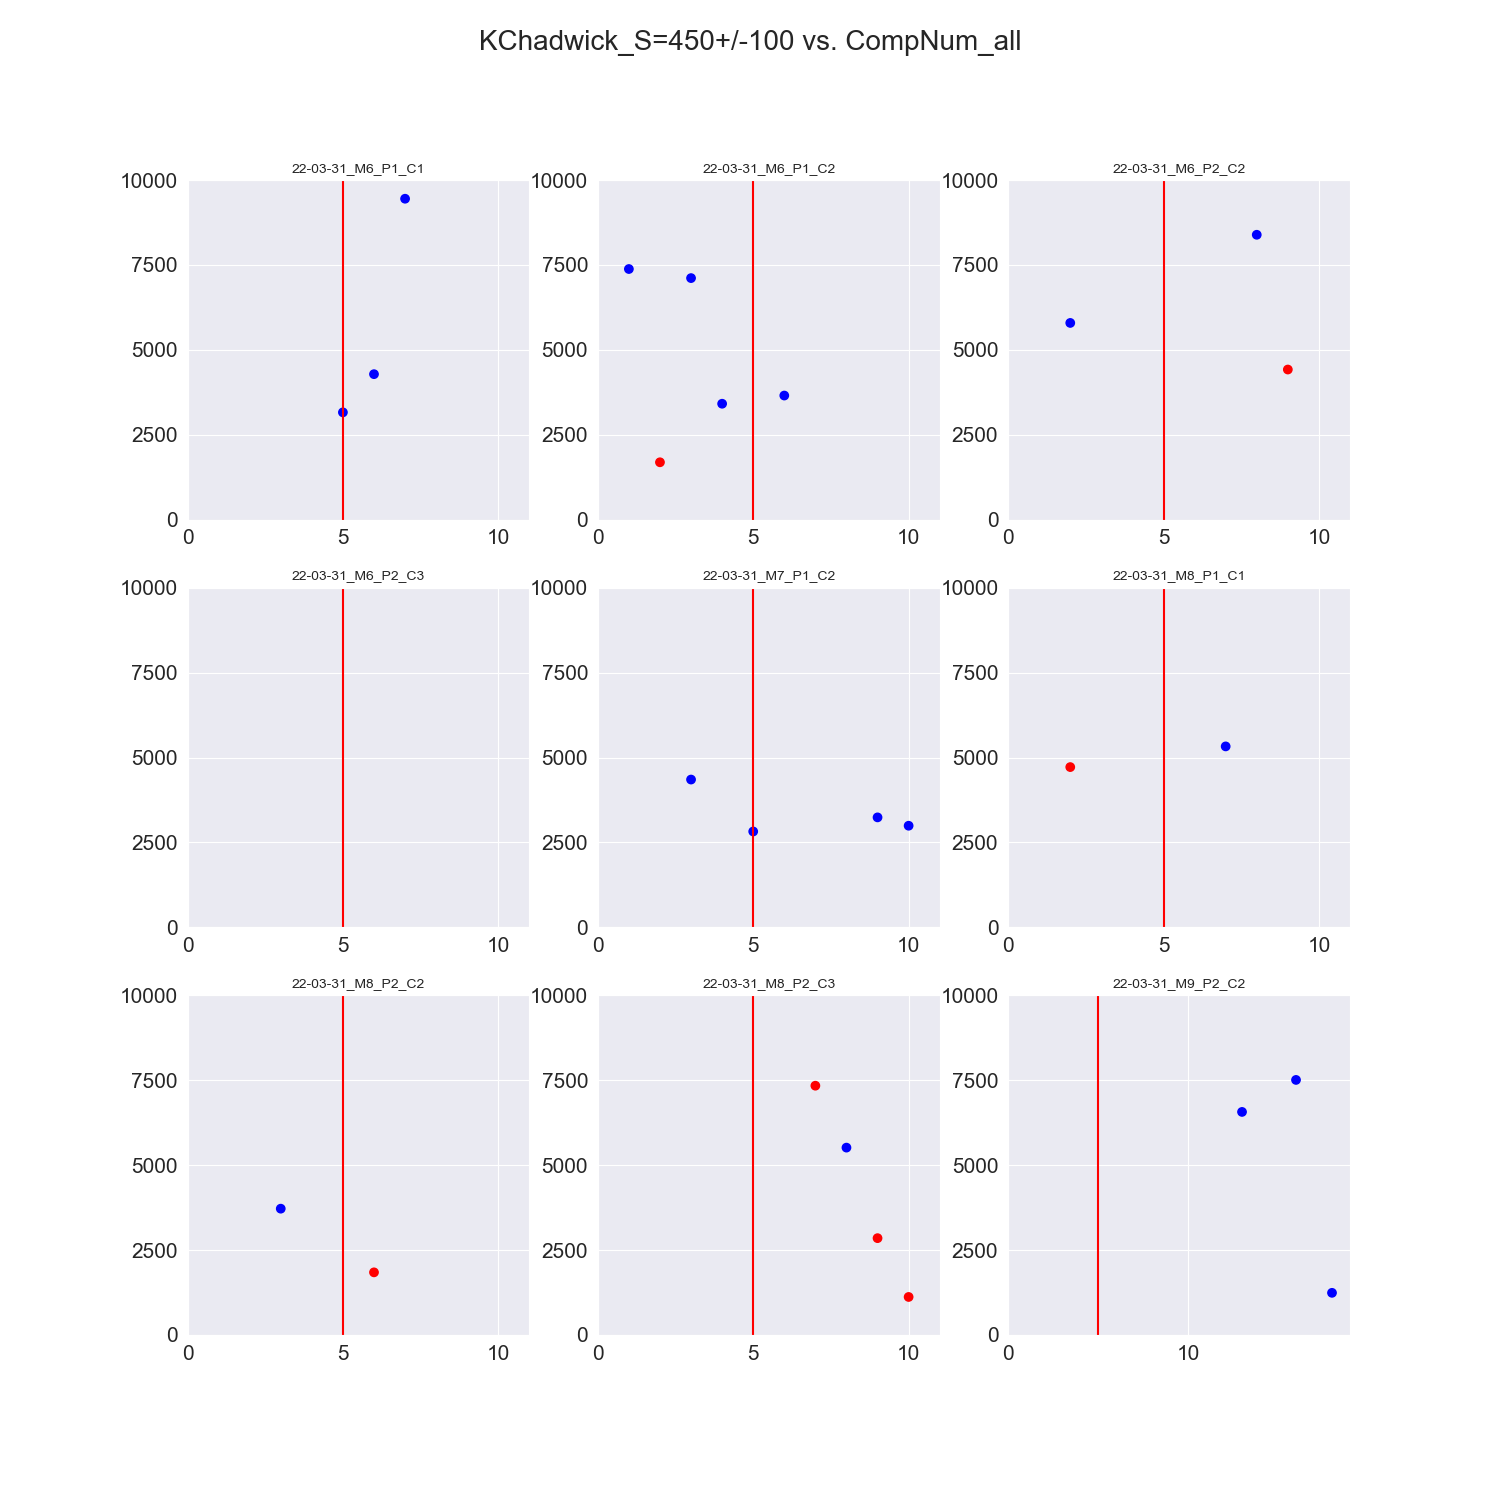 KChadwick_S=450+/-100 vs. CompNum_all
22-03-31_M6_P1_C1
10000
7500
5000
2500
0
0 5 10
22-03-31_M6_P1_C2
10000
7500
5000
2500
0
0 5 10
22-03-31_M6_P2_C2
10000
7500
5000
2500
0
0 5 10
22-03-31_M6_P2_C3
10000
7500
5000
2500
0
0 5 10
22-03-31_M7_P1_C2
10000
7500
5000
2500
0
0 5 10
22-03-31_M8_P1_C1
10000
7500
5000
2500
0
0 5 10
22-03-31_M8_P2_C2
10000
7500
5000
2500
0
0 5 10
22-03-31_M8_P2_C3
10000
7500
5000
2500
0
0 5 10
22-03-31_M9_P2_C2
10000
7500
5000
2500
0
0 10